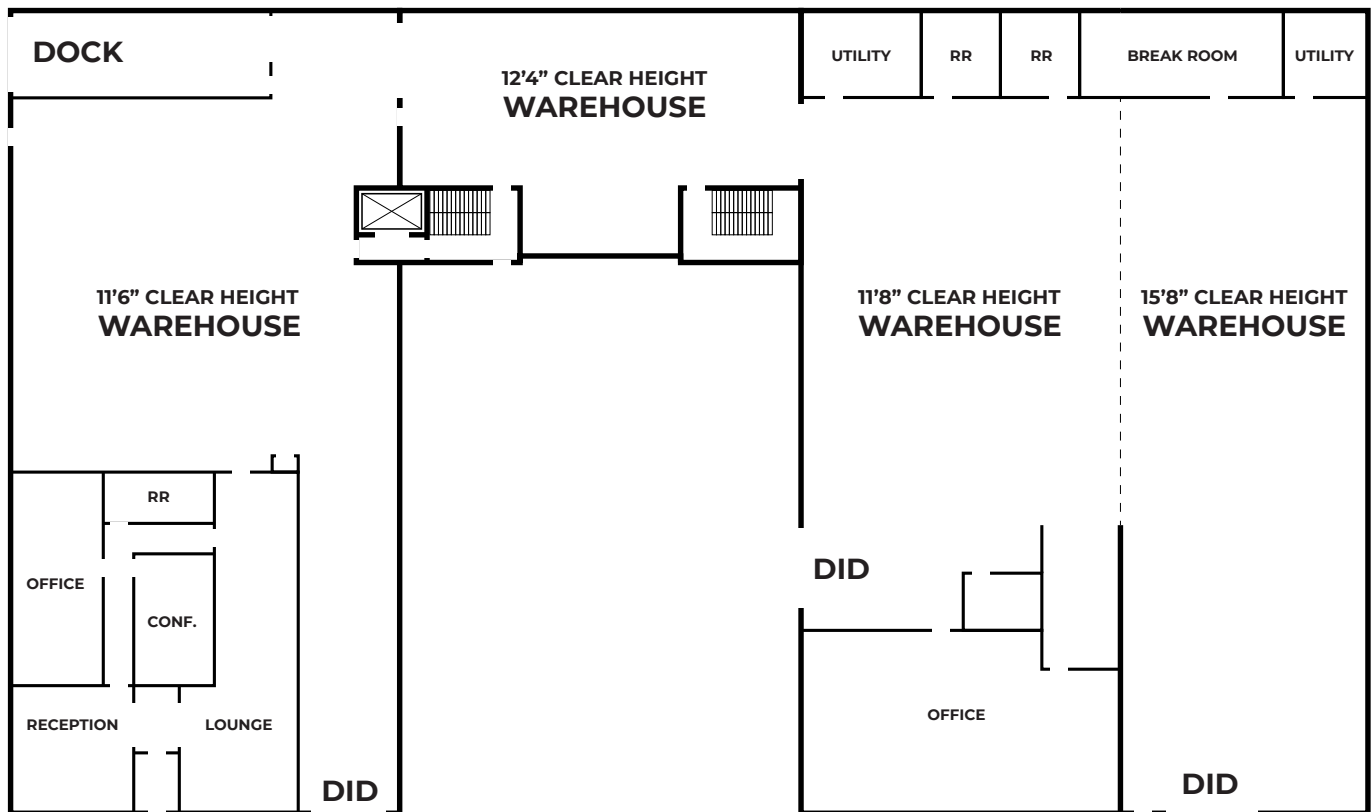 DOCK
12’4” CLEAR HEIGHT
WAREHOUSE
UTILITY
RR
RR
BREAK ROOM
UTILITY
11’6” CLEAR HEIGHT
WAREHOUSE
11’8” CLEAR HEIGHT
WAREHOUSE
15’8” CLEAR HEIGHT
WAREHOUSE
RR
OFFICE
CONF.
RECEPTION
LOUNGE
DID
DID
OFFICE
DID